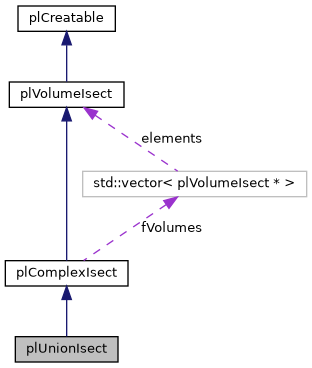 plCreatable
plVolumeIsect
elements
std::vector< plVolumeIsect * >
fVolumes
plComplexIsect
plUnionIsect